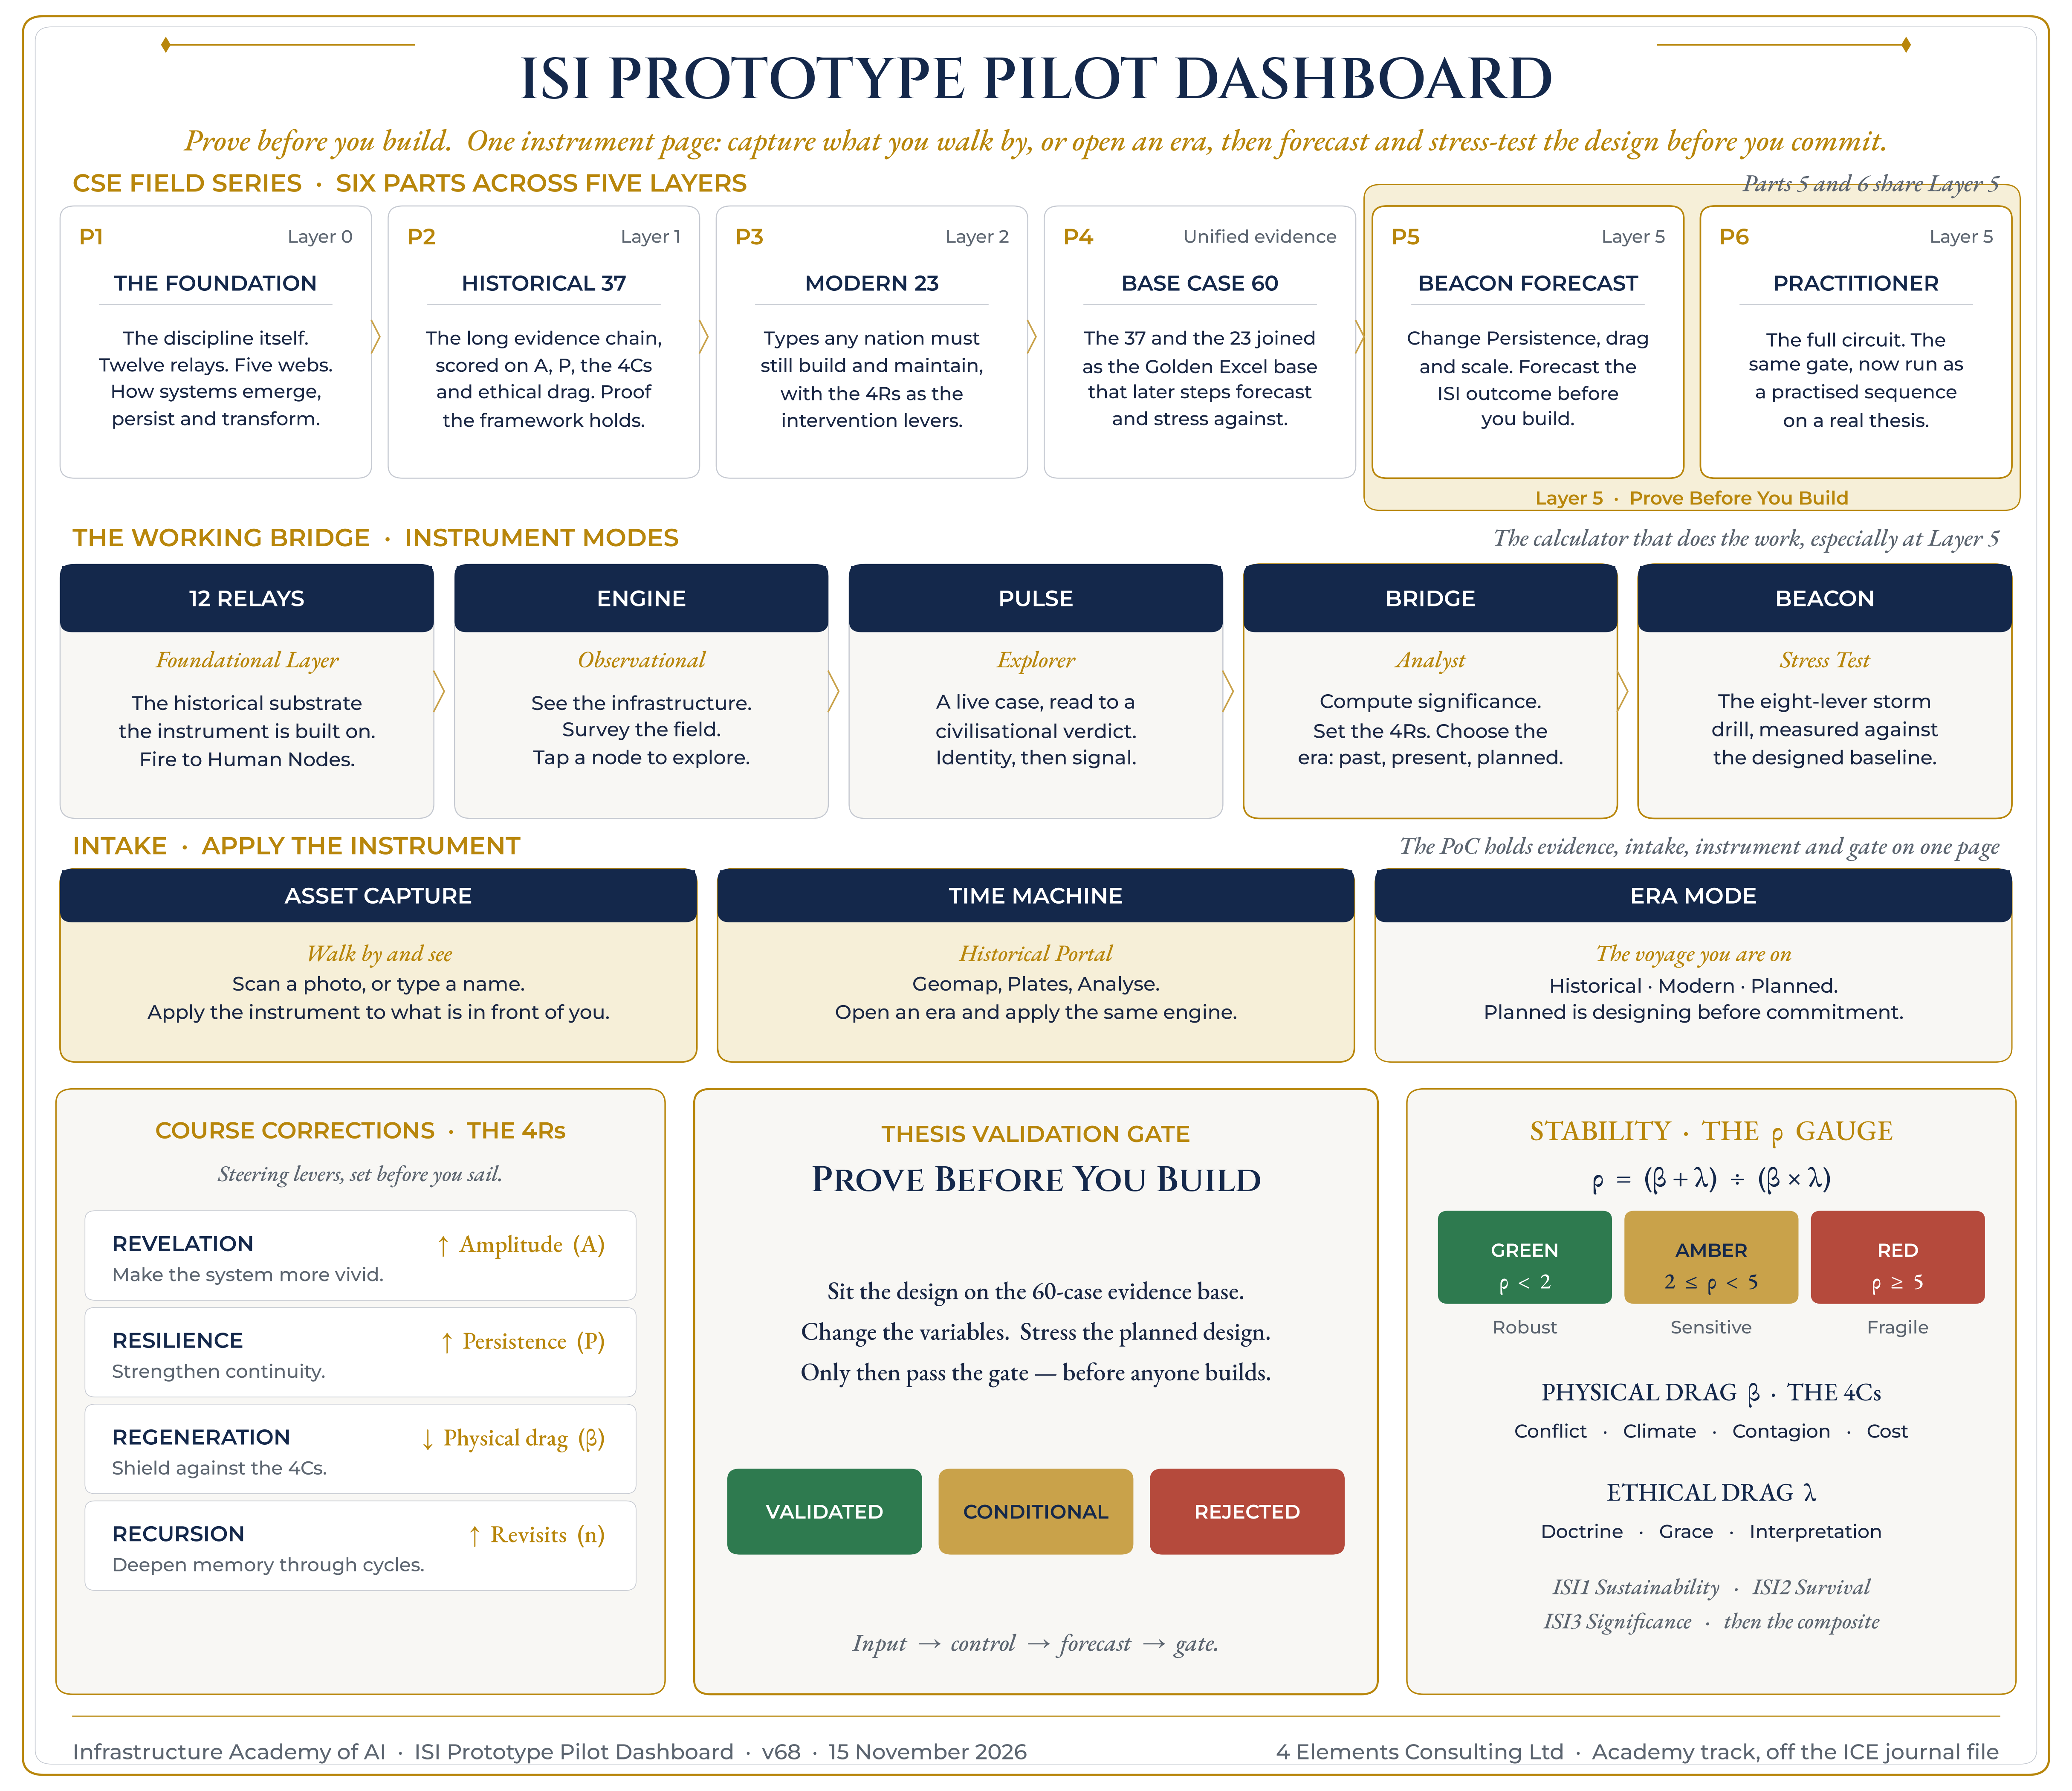 ISI PROTOTYPE PILOT DASHBOARD
Prove before you build. One instrument page: capture what you walk by, or open an era, then forecast and stress-test the design before you commit.
CSE FIELD SERIES · SIX PARTS ACROSS FIVE LAYERS
Parts 5 and 6 share Layer 5
P1 Layer 0
THE FOUNDATION
The discipline itself.
Twelve relays. Five webs.
How systems emerge,
persist and transform.
P2 Layer 1
HISTORICAL 37
The long evidence chain,
scored on A, P, the 4Cs
and ethical drag. Proof
the framework holds.
P3 Layer 2
MODERN 23
Types any nation must
still build and maintain,
with the 4Rs as the
intervention levers.
P4 Unified evidence
BASE CASE 60
The 37 and the 23 joined
as the Golden Excel base
that later steps forecast
and stress against.
P5 Layer 5
BEACON FORECAST
Change Persistence, drag
and scale. Forecast the
ISI outcome before
you build.
P6 Layer 5
PRACTITIONER
The full circuit. The
same gate, now run as
a practised sequence
on a real thesis.
Layer 5 · Prove Before You Build
THE WORKING BRIDGE · INSTRUMENT MODES
The calculator that does the work, especially at Layer 5
12 RELAYS
Foundational Layer
The historical substrate
the instrument is built on.
Fire to Human Nodes.
ENGINE
Observational
See the infrastructure.
Survey the field.
Tap a node to explore.
PULSE
Explorer
A live case, read to a
civilisational verdict.
Identity, then signal.
BRIDGE
Analyst
Compute significance.
Set the 4Rs. Choose the
era: past, present, planned.
BEACON
Stress Test
The eight-lever storm
drill, measured against
the designed baseline.
INTAKE · APPLY THE INSTRUMENT
The PoC holds evidence, intake, instrument and gate on one page
ASSET CAPTURE
Walk by and see
Scan a photo, or type a name.
Apply the instrument to what is in front of you.
TIME MACHINE
Historical Portal
Geomap, Plates, Analyse.
Open an era and apply the same engine.
ERA MODE
The voyage you are on
Historical · Modern · Planned.
Planned is designing before commitment.
COURSE CORRECTIONS · THE 4Rs
Steering levers, set before you sail.
REVELATION ↑ Amplitude (A)
Make the system more vivid.
RESILIENCE ↑ Persistence (P)
Strengthen continuity.
REGENERATION ↓ Physical drag (β)
Shield against the 4Cs.
RECURSION ↑ Revisits (n)
Deepen memory through cycles.
THESIS VALIDATION GATE
PROVE BEFORE YOU BUILD
Sit the design on the 60-case evidence base.
Change the variables. Stress the planned design.
Only then pass the gate — before anyone builds.
VALIDATED
CONDITIONAL
REJECTED
Input → control → forecast → gate.
STABILITY · THE ρ GAUGE
ρ = (β + λ) ÷ (β × λ)
GREEN
ρ < 2
Robust
AMBER
2 ≤ ρ < 5
Sensitive
RED
ρ ≥ 5
Fragile
PHYSICAL DRAG β · THE 4Cs
Conflict · Climate · Contagion · Cost
ETHICAL DRAG λ
Doctrine · Grace · Interpretation
ISI1 Sustainability · ISI2 Survival
ISI3 Significance · then the composite
Infrastructure Academy of AI · ISI Prototype Pilot Dashboard · v68 · 15 November 2026
4 Elements Consulting Ltd · Academy track, off the ICE journal file